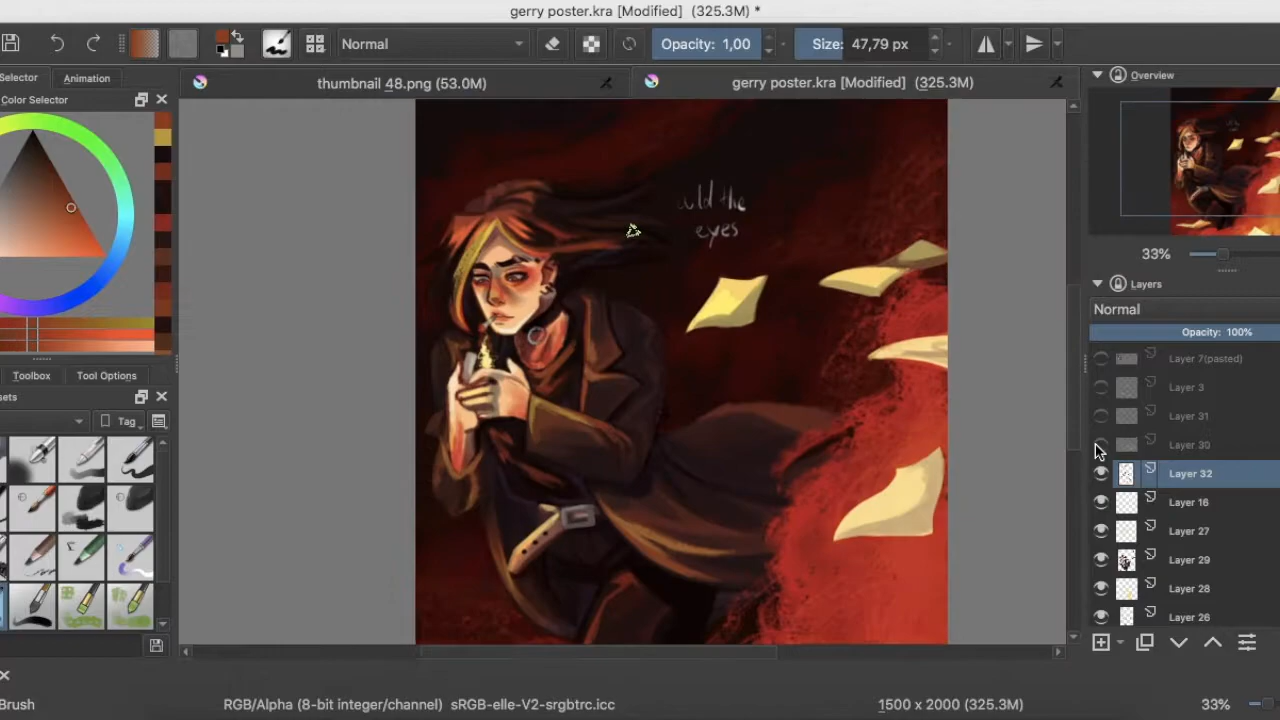 gerry poster.kra [Modified] (325.3M) *
Normal
Opacity: 1,00
Size: 47,79 px
Selector
Animation
thumbnail 48.png (53.0M)
gerry poster.kra [Modified] (325.3M)
Overview
Color Selector
the
eyes
33%
Layers
Normal
Opacity: 100%
Layer 7(pasted)
Toolbox
Tool Options
Layer 3
Tag
Layer 31
Layer 30
Layer 32
Layer 16
Layer 27
Layer 29
Layer 28
Layer 26
Brush
RGB/Alpha (8-bit integer/channel) sRGB-elle-V2-srgbtrc.icc
1500 x 2000 (325.3M)
33%